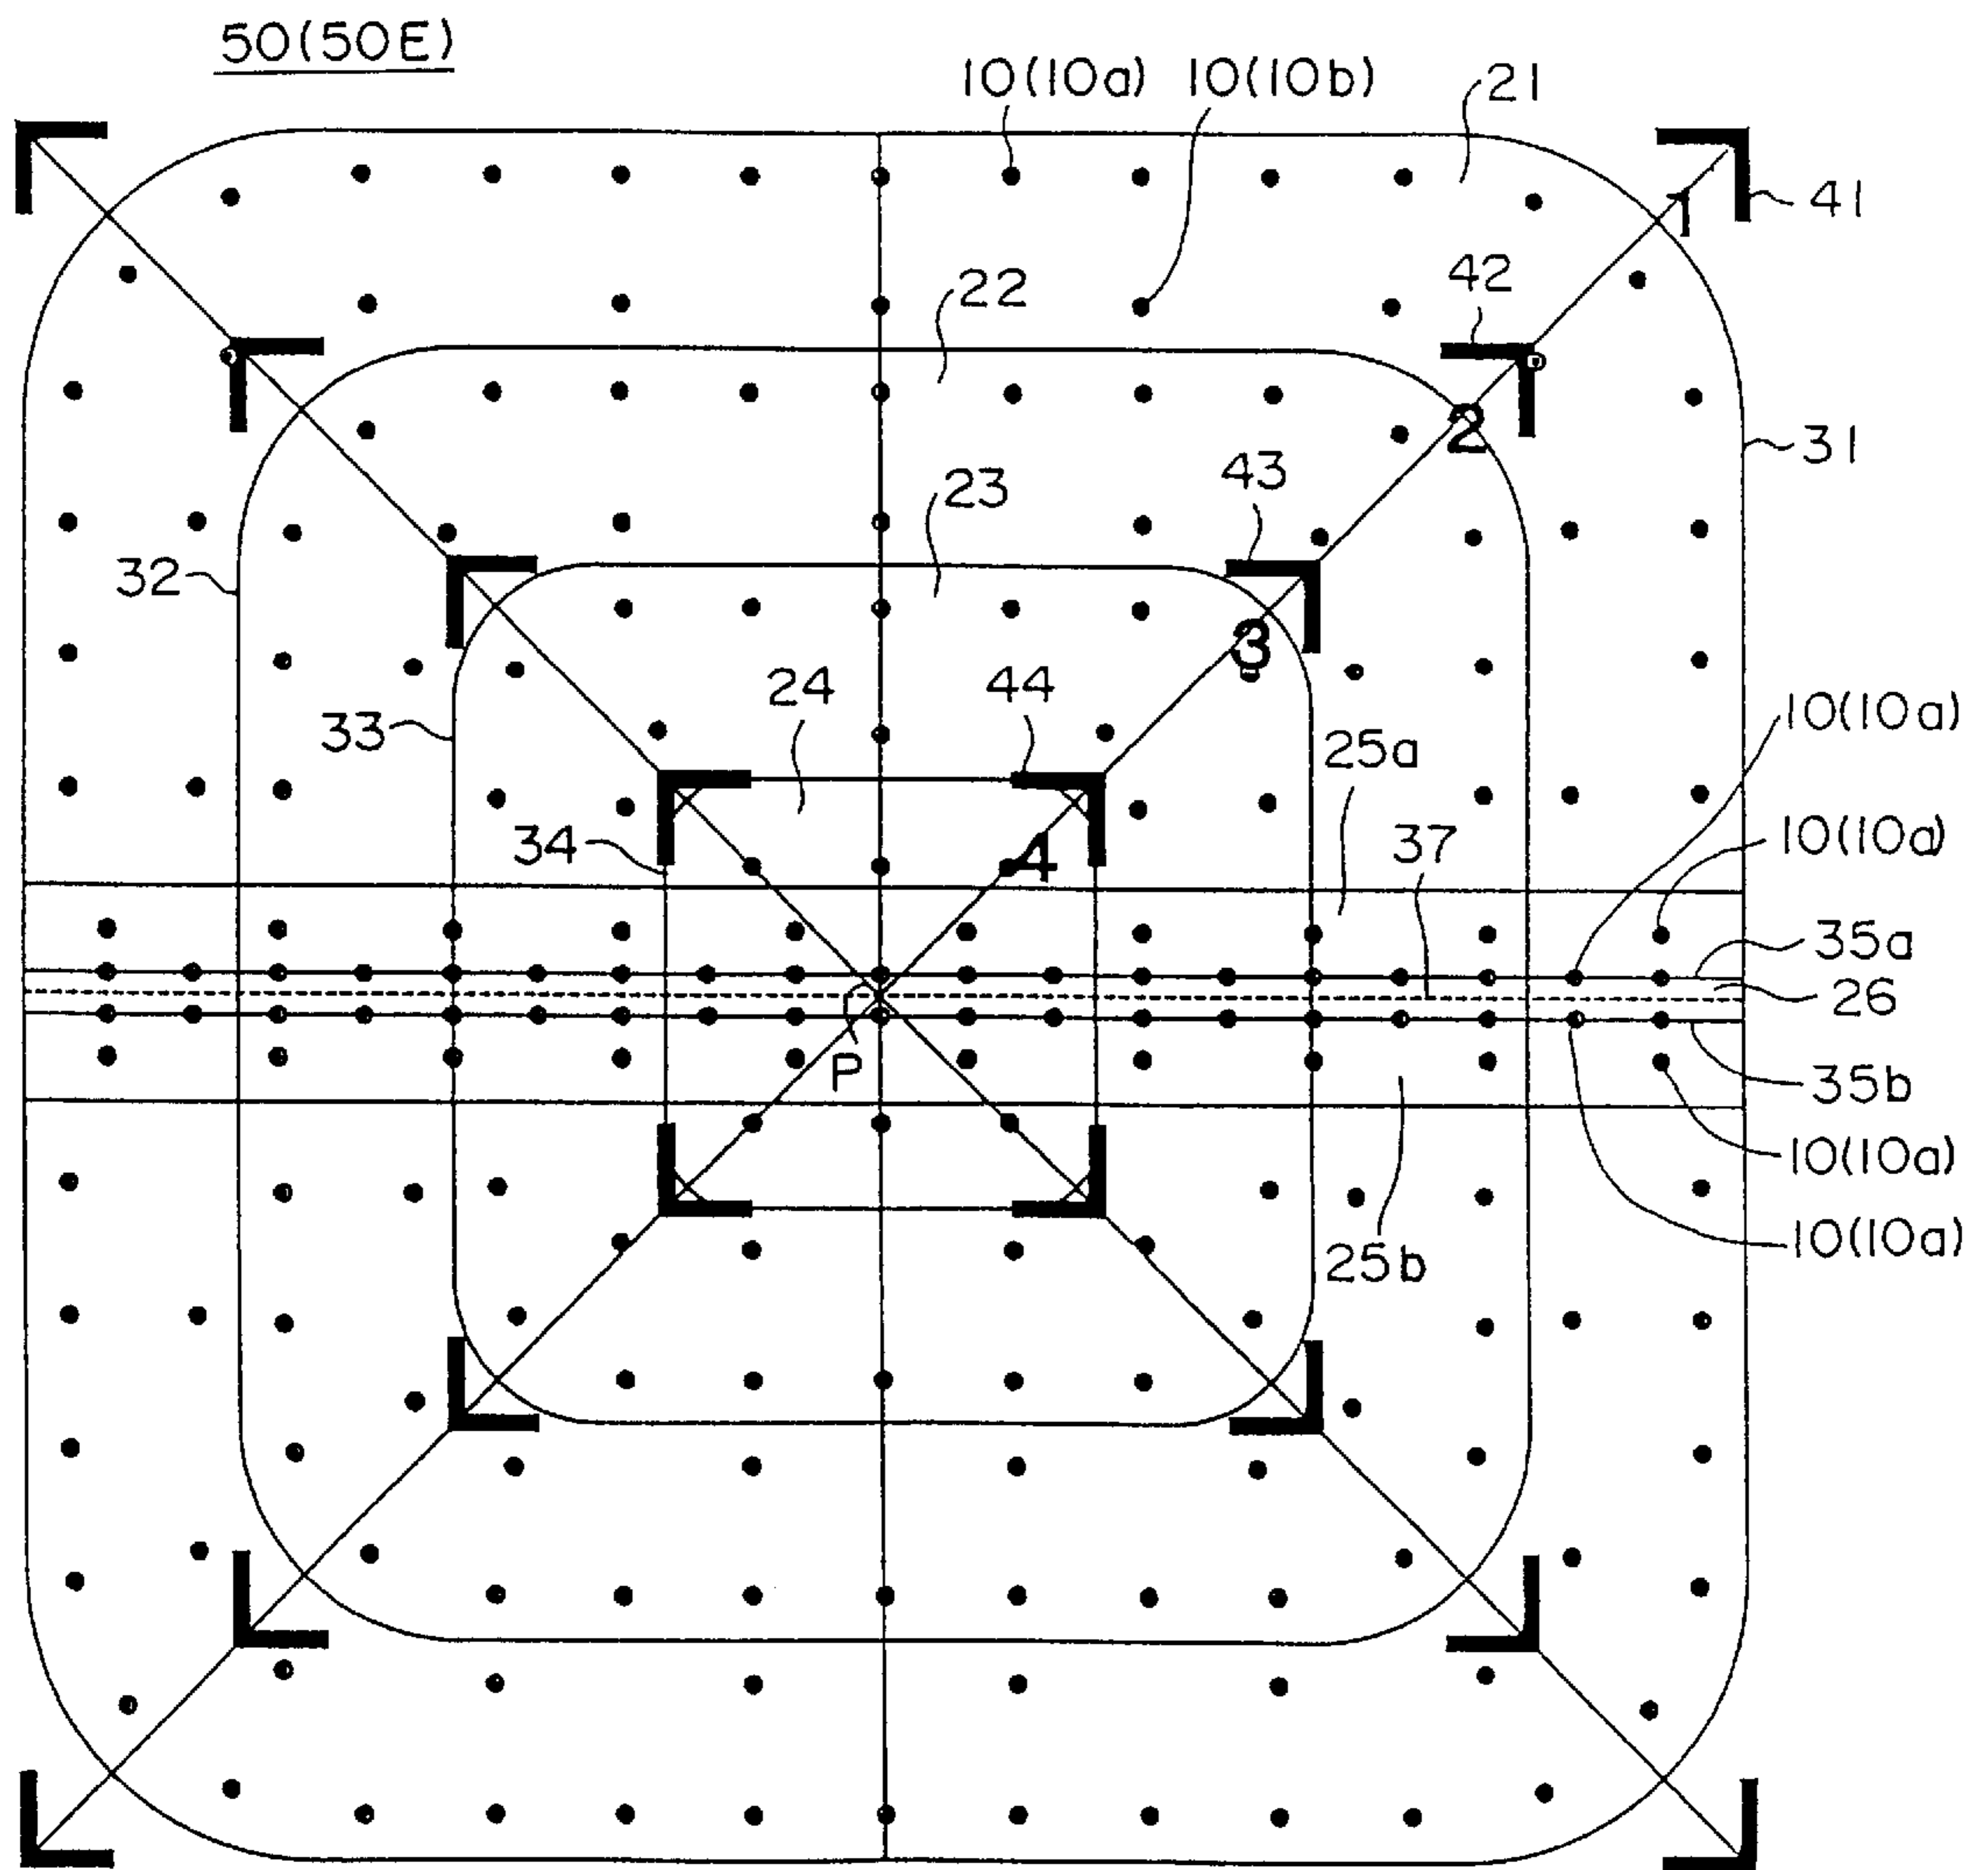 50(50E)
10(10a) 10(10b) 21
1 41
22 42
2 31
23 43
32
3
24 44 10(10a)
33 25a
34 4 37 10(10a)
35a
26
P 35b
10(10a)
25b 10(10a)